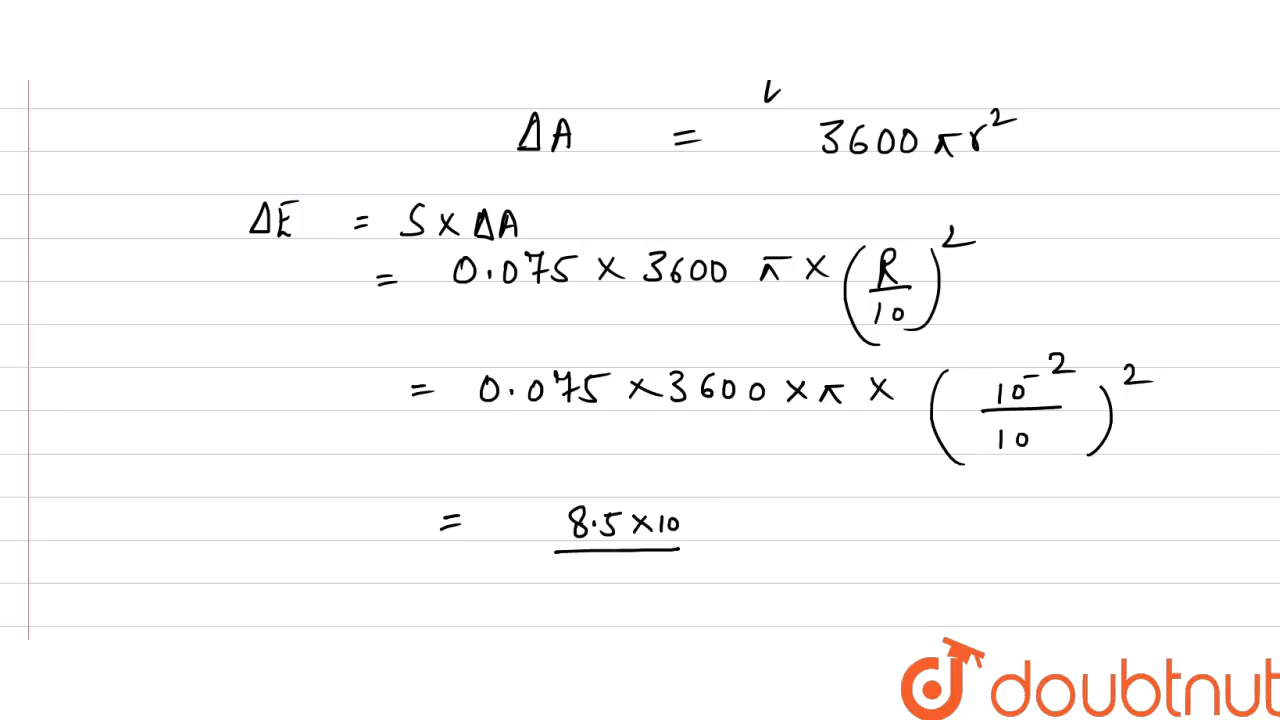 ΔA = 3600 π r²
ΔE = S × ΔA
= 0.075 × 3600 π × (R/10)²
= 0.075 × 3600 × π × (10⁻²/10)²
= 8.5 × 10
doubtnut